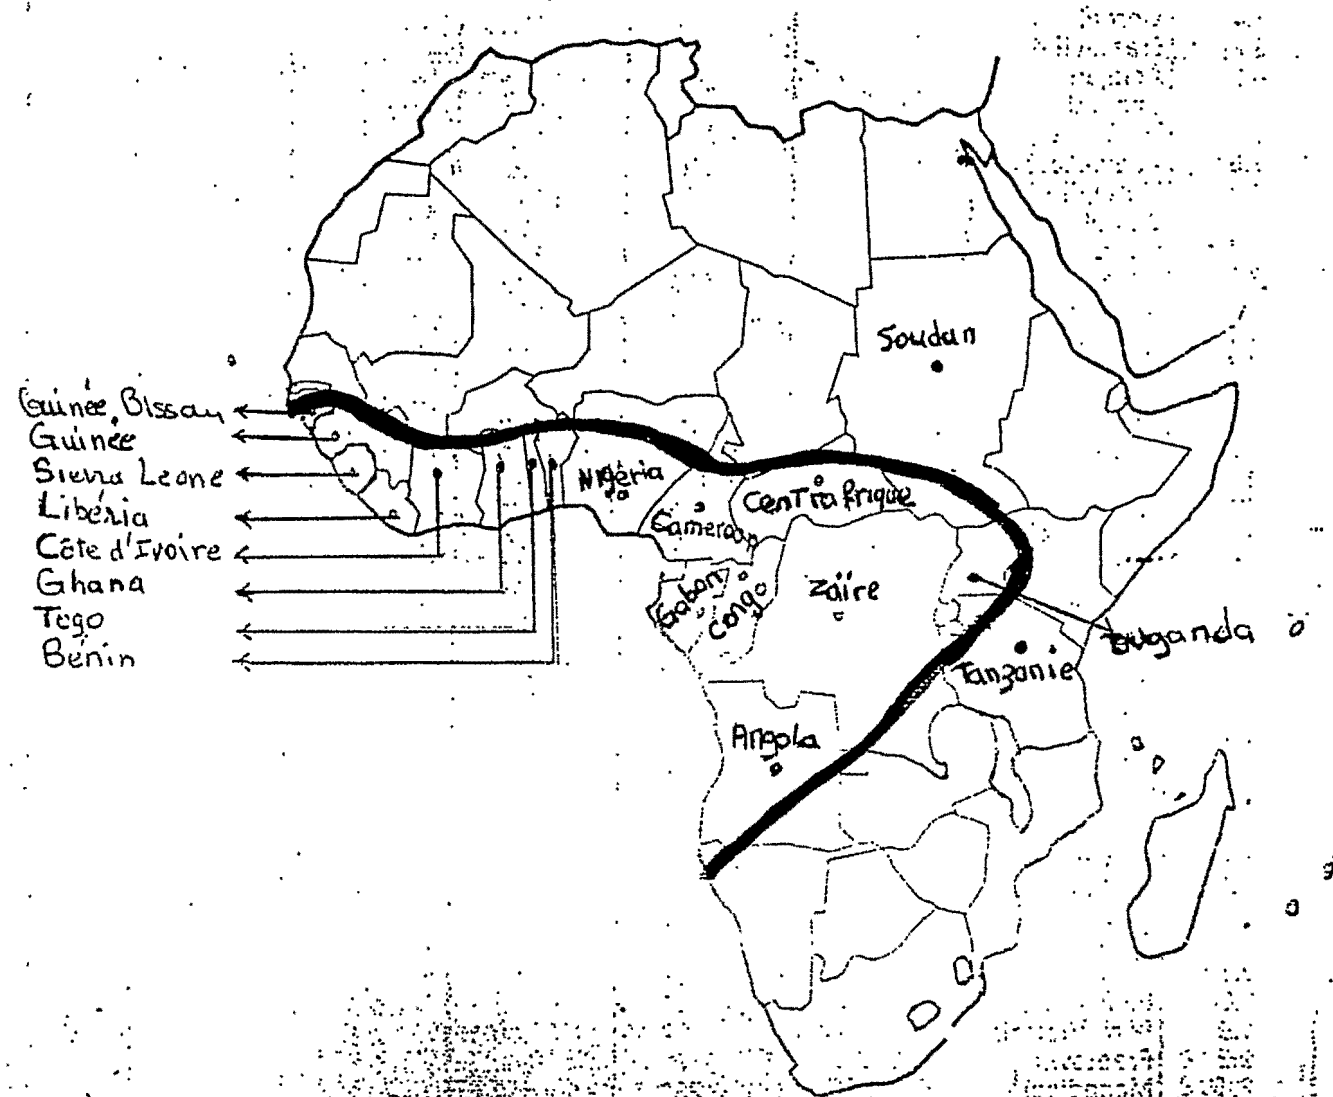 Soudan
Guinée Bissau
Guinée
Sierra Leone
Libéria
Côte d'Ivoire
Ghana
Togo
Bénin
Nigéria
Centrafrique
Cameroon
Gabon
Congo
Zaïre
Ouganda
Tanzanie
Angola